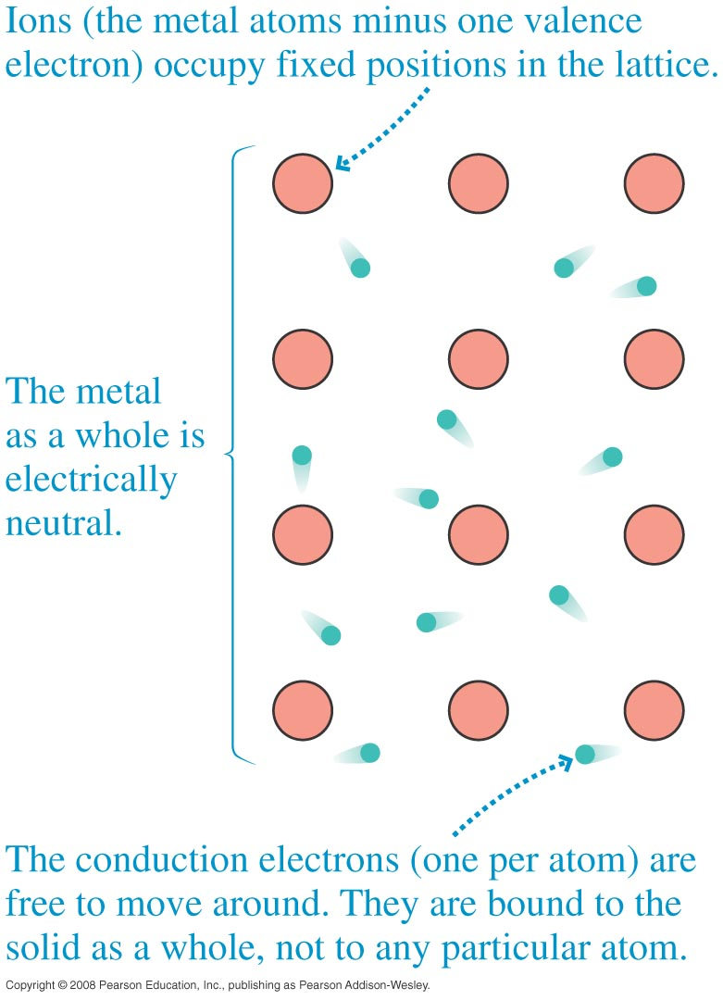 Ions (the metal atoms minus one valence
electron) occupy fixed positions in the lattice.
The metal
as a whole is
electrically
neutral.
The conduction electrons (one per atom) are
free to move around. They are bound to the
solid as a whole, not to any particular atom.
Copyright © 2008 Pearson Education, Inc., publishing as Pearson Addison-Wesley.